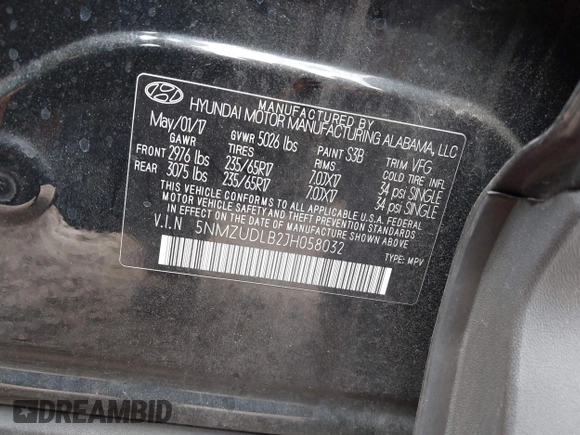 MANUFACTURED BY
HYUNDAI MOTOR MANUFACTURING ALABAMA, LLC
May/01/17 GVWR 5026 lbs PAINT S3B TRIM VFG
GAWR TIRES RIMS COLD TIRE INFL
FRONT 2976 lbs 235/65R17 7.0JX17 34 psi SINGLE
REAR 3075 lbs 235/65R17 7.0JX17 34 psi SINGLE
THIS VEHICLE CONFORMS TO ALL APPLICABLE U.S.A FEDERAL
MOTOR VEHICLE SAFETY AND THEFT PREVENTION STANDARDS
IN EFFECT ON THE DATE OF MANUFACTURE SHOWN ABOVE.
V.I.N 5NMZUDLB2JH058032
TYPE: MPV
DREAMBID